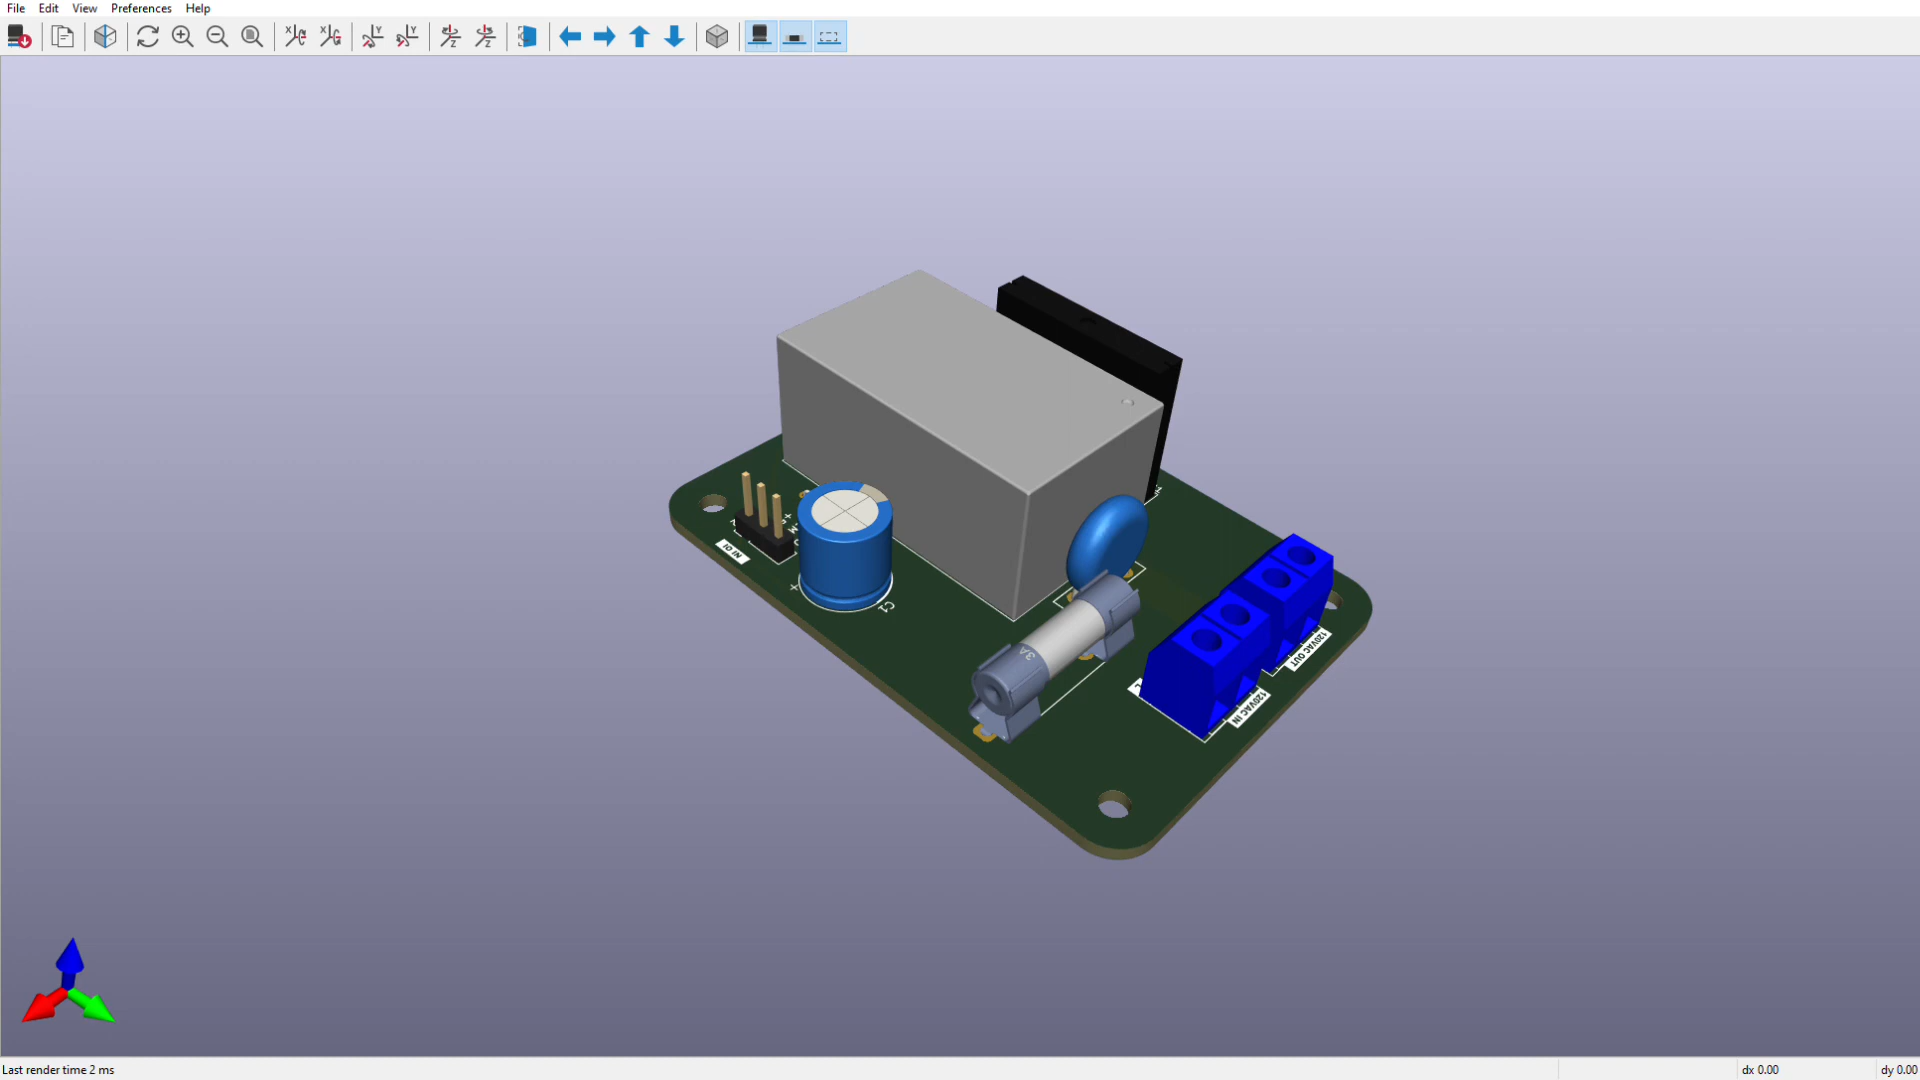 File Edit View Preferences Help
IO IN
+
C1
3A
120VAC OUT
120VAC IN
Last render time 2 ms
dx 0.00
dy 0.00